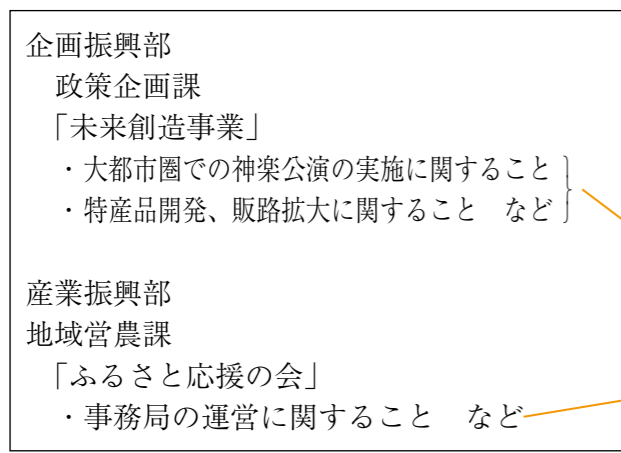 企画振興部
政策企画課
「未来創造事業」
・大都市圏での神楽公演の実施に関すること
・特産品開発、販路拡大に関すること　など
産業振興部
地域営農課
「ふるさと応援の会」
・事務局の運営に関すること　など